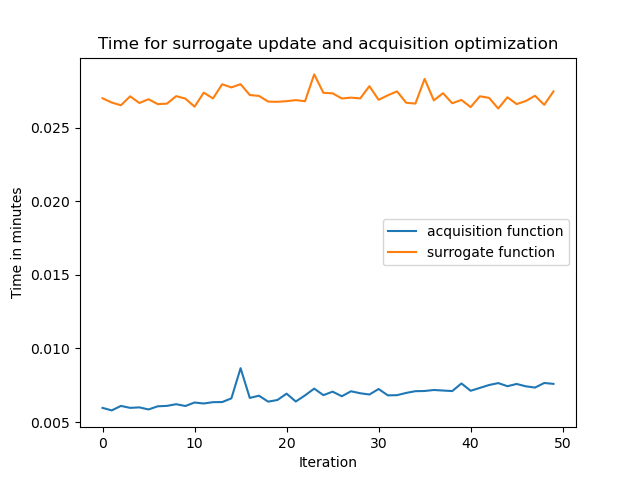 Time for surrogate update and acquisition optimization
0.025
0.020
0.015
0.010
0.005
Time in minutes
acquisition function
surrogate function
0 10 20 30 40 50
Iteration